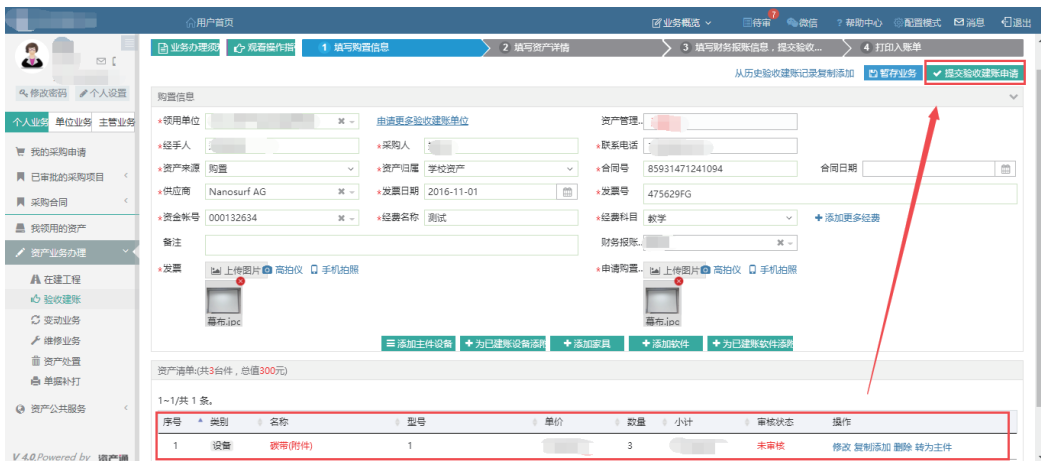 用户首页 业务概览 待审 7 微信 ? 帮助中心 配置模式 消息 退出
修改密码 个人设置
个人业务 单位业务 主营业务
我的采购申请
已审批的采购项目
采购合同
我领用的资产
资产业务办理
在建工程
验收建账
变动业务
维修业务
资产处置
单据补打
资产公共服务
V 4.0.Powered by 资产通
业务办理须知 观看操作指 1 填写购置信息 2 填写资产详情 3 填写财务报账信息，提交验收... 4 打印入账单
从历史验收建账记录复制添加 暂存业务 提交验收建账申请
购置信息
*领用单位 申请更多验收建账单位 资产管理..
*经手人 *采购人 *联系电话
*资产来源 购置 *资产归属 学校资产 *合同号 85931471241094 合同日期
*供应商 Nanosurf AG *发票日期 2016-11-01 *发票号 475629FG
*资金帐号 000132634 *经费名称 测试 *经费科目 教学 添加更多经费
备注 财务报账..
*发票 上传图片 高拍仪 手机拍照 *申请购置.. 上传图片 高拍仪 手机拍照
幕布.jpg 幕布.jpg
添加主件设备 为已建账设备添附 添加家具 添加软件 为已建账软件添附
资产清单:(共3台件，总值300元)
1~1/共 1 条。
序号 类别 名称 型号 单价 数量 小计 审核状态 操作
1 设备 碳带(附件) 1 3 未审核 修改 复制添加 删除 转为主件